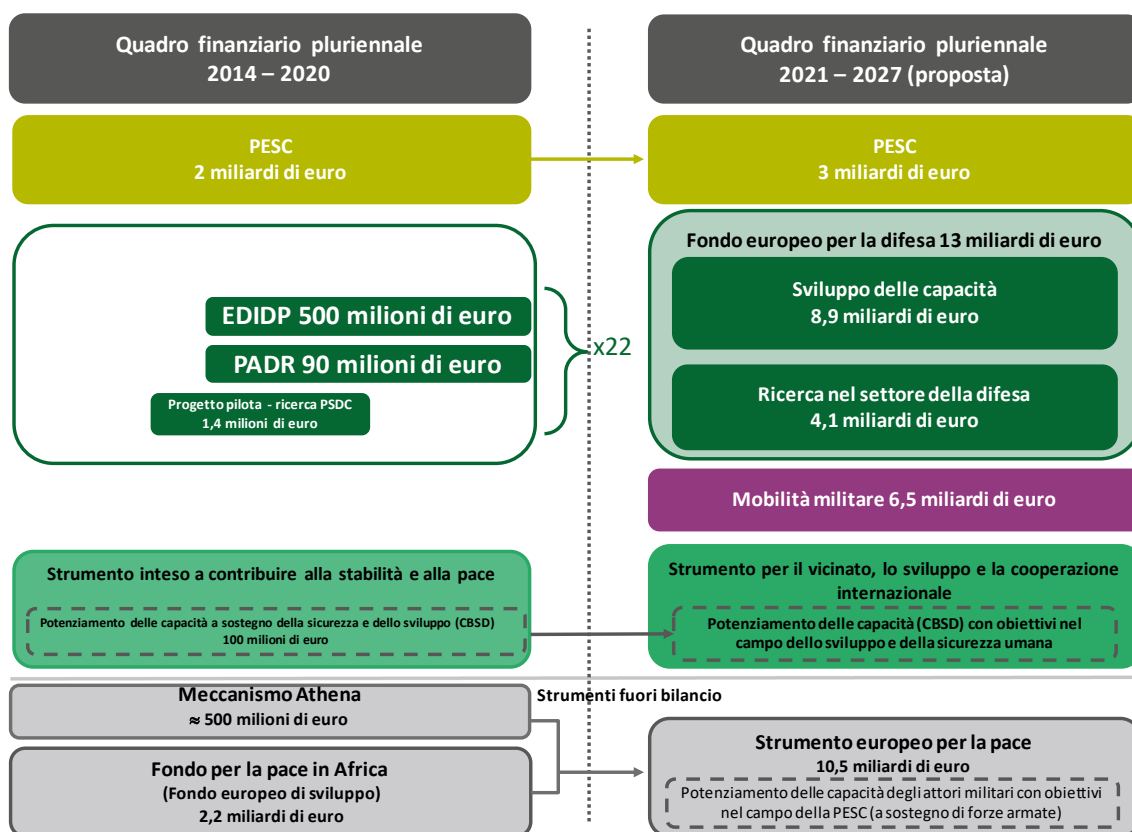 Quadro finanziario pluriennale
2014 – 2020
Quadro finanziario pluriennale
2021 – 2027 (proposta)
PESC
2 miliardi di euro
PESC
3 miliardi di euro
EDIDP 500 milioni di euro
PADR 90 milioni di euro
Progetto pilota - ricerca PSDC
1,4 milioni di euro
x22
Fondo europeo per la difesa 13 miliardi di euro
Sviluppo delle capacità
8,9 miliardi di euro
Ricerca nel settore della difesa
4,1 miliardi di euro
Mobilità militare 6,5 miliardi di euro
Strumento inteso a contribuire alla stabilità e alla pace
Potenziamento delle capacità a sostegno della sicurezza e dello sviluppo (CBSD)
100 milioni di euro
Strumento per il vicinato, lo sviluppo e la cooperazione
internazionale
Potenziamento delle capacità (CBSD) con obiettivi nel
campo dello sviluppo e della sicurezza umana
Strumenti fuori bilancio
Meccanismo Athena
≈ 500 milioni di euro
Fondo per la pace in Africa
(Fondo europeo di sviluppo)
2,2 miliardi di euro
Strumento europeo per la pace
10,5 miliardi di euro
Potenziamento delle capacità degli attori militari con obiettivi
nel campo della PESC (a sostegno di forze armate)